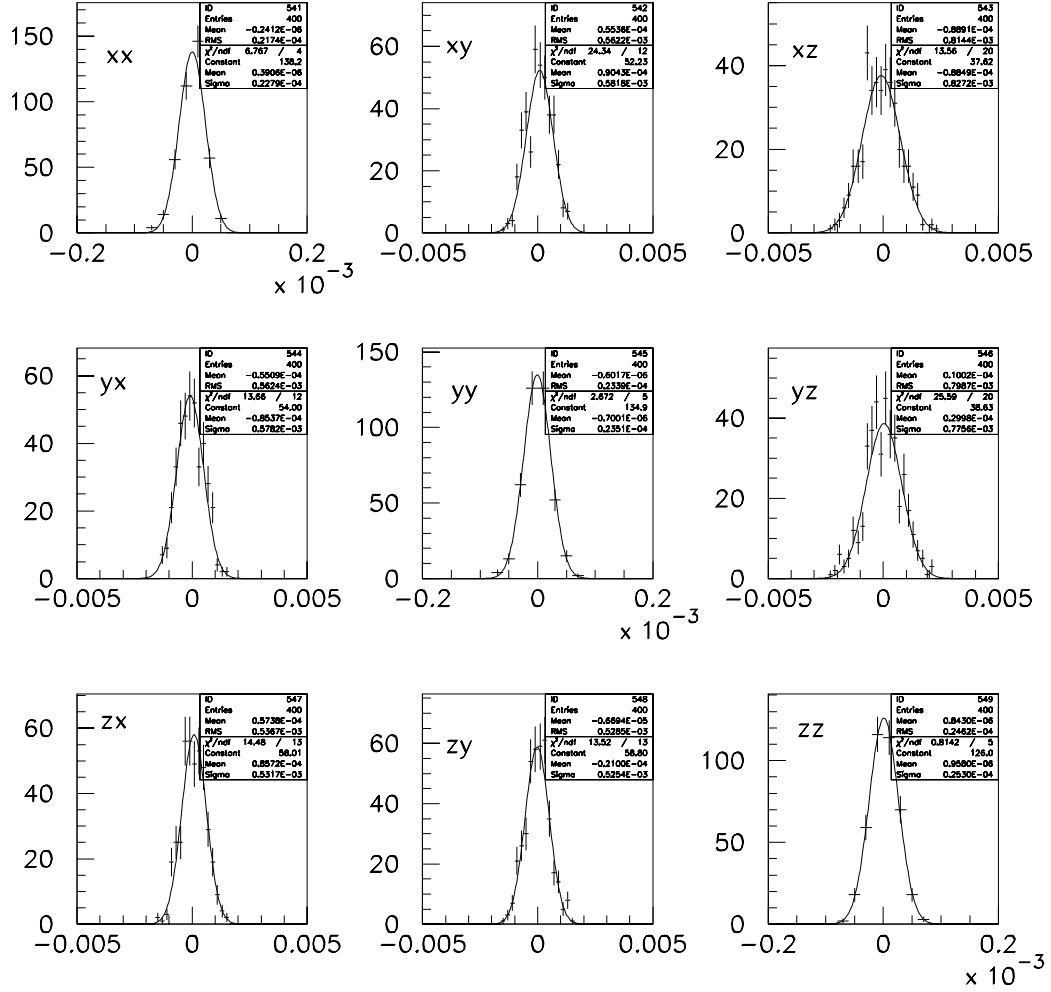 xx
ID 541
Entries 400
Mean -0.2412E-06
RMS 0.2174E-04
χ²/ndf 6.767 / 4
Constant 138.2
Mean 0.3906E-06
Sigma 0.2279E-04
150
100
50
0
-0.2 0 0.2
x 10 -3
xy
ID 542
Entries 400
Mean 0.5536E-04
RMS 0.5622E-03
χ²/ndf 24.34 / 12
Constant 52.23
Mean 0.9043E-04
Sigma 0.5818E-03
60
40
20
0
-0.005 0 0.005
xz
ID 543
Entries 400
Mean -0.8891E-04
RMS 0.8144E-03
χ²/ndf 13.56 / 20
Constant 37.62
Mean -0.8849E-04
Sigma 0.8272E-03
40
20
0
-0.005 0 0.005
yx
ID 544
Entries 400
Mean -0.5509E-04
RMS 0.5624E-03
χ²/ndf 13.66 / 12
Constant 54.00
Mean -0.8537E-04
Sigma 0.5782E-03
60
40
20
0
-0.005 0 0.005
yy
ID 545
Entries 400
Mean -0.6017E-06
RMS 0.2339E-04
χ²/ndf 2.672 / 5
Constant 134.9
Mean -0.7001E-06
Sigma 0.2351E-04
150
100
50
0
-0.2 0 0.2
x 10 -3
yz
ID 546
Entries 400
Mean 0.1002E-04
RMS 0.7987E-03
χ²/ndf 25.59 / 20
Constant 38.63
Mean 0.2998E-04
Sigma 0.7756E-03
40
20
0
-0.005 0 0.005
zx
ID 547
Entries 400
Mean 0.5738E-04
RMS 0.5367E-03
χ²/ndf 14.48 / 13
Constant 58.01
Mean 0.8572E-04
Sigma 0.5317E-03
60
40
20
0
-0.005 0 0.005
zy
ID 548
Entries 400
Mean -0.6694E-05
RMS 0.5285E-03
χ²/ndf 13.52 / 13
Constant 58.80
Mean -0.2100E-04
Sigma 0.5254E-03
60
40
20
0
-0.005 0 0.005
zz
ID 549
Entries 400
Mean 0.8430E-06
RMS 0.2462E-04
χ²/ndf 0.8142 / 5
Constant 126.0
Mean 0.9580E-06
Sigma 0.2530E-04
100
50
0
-0.2 0 0.2
x 10 -3